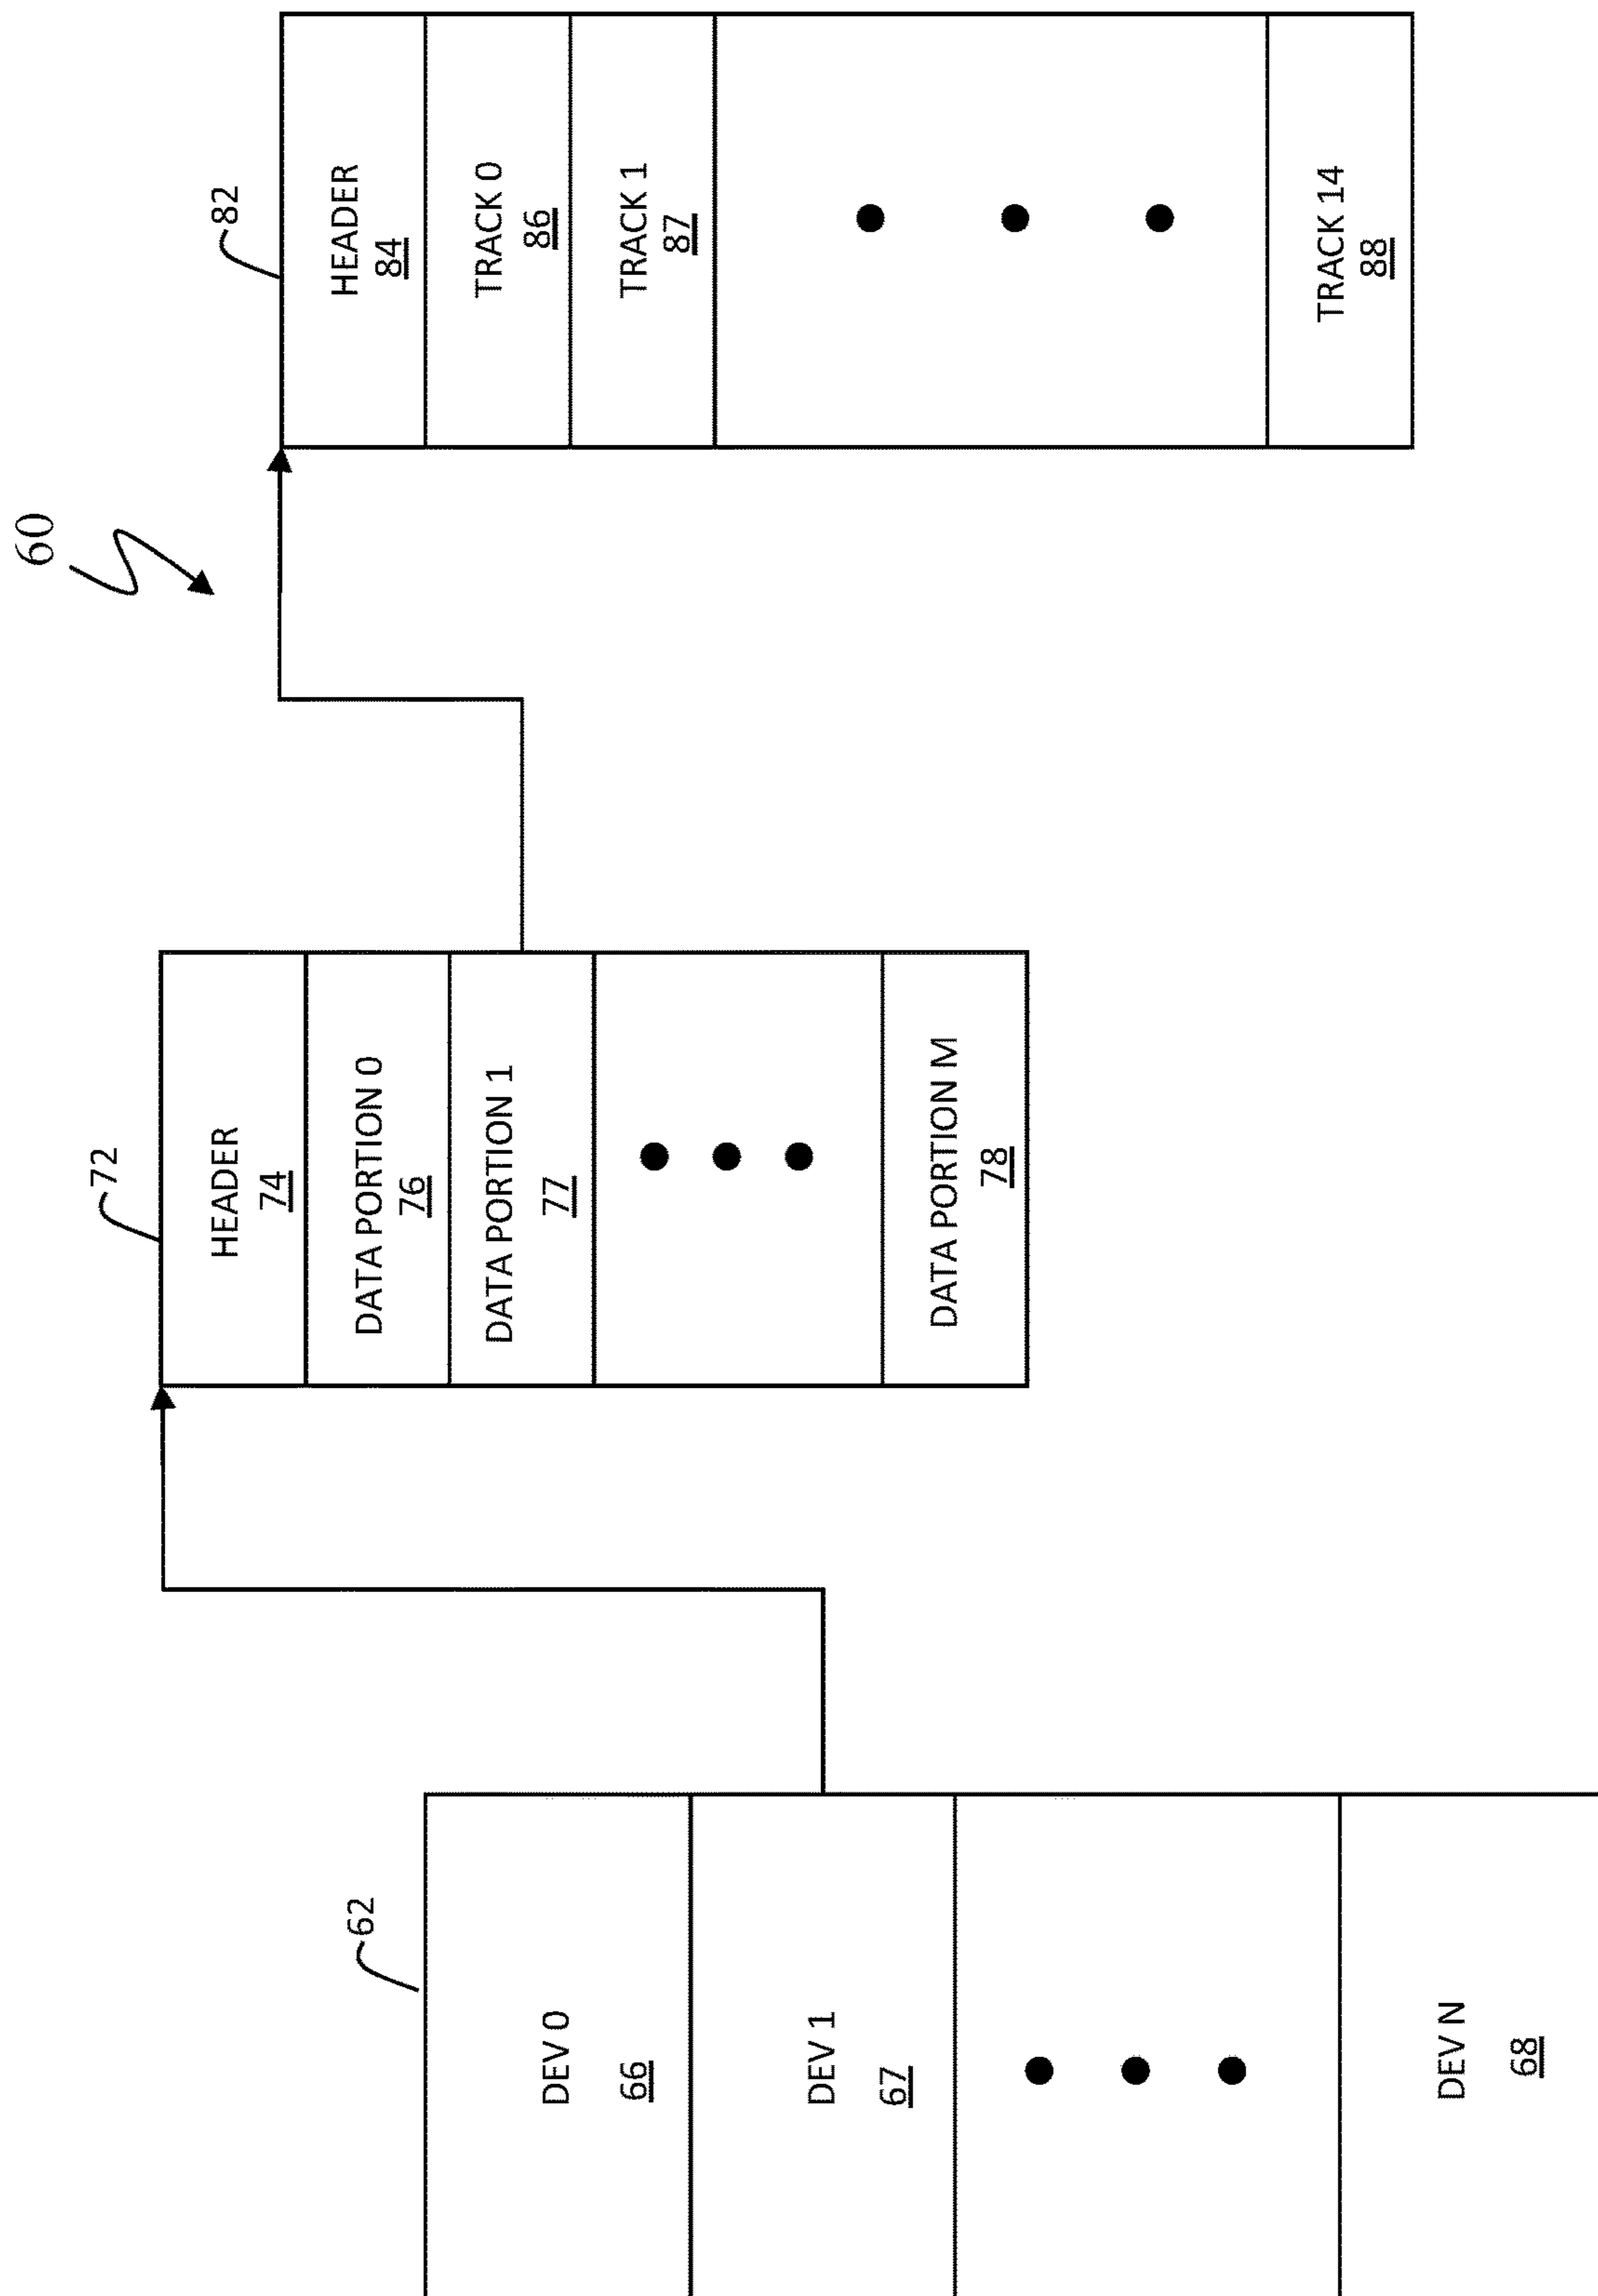 60
62
DEV 0
66
DEV 1
67
DEV N
68
72
HEADER
74
DATA PORTION 0
76
DATA PORTION 1
77
DATA PORTION M
78
82
HEADER
84
TRACK 0
86
TRACK 1
87
TRACK 14
88